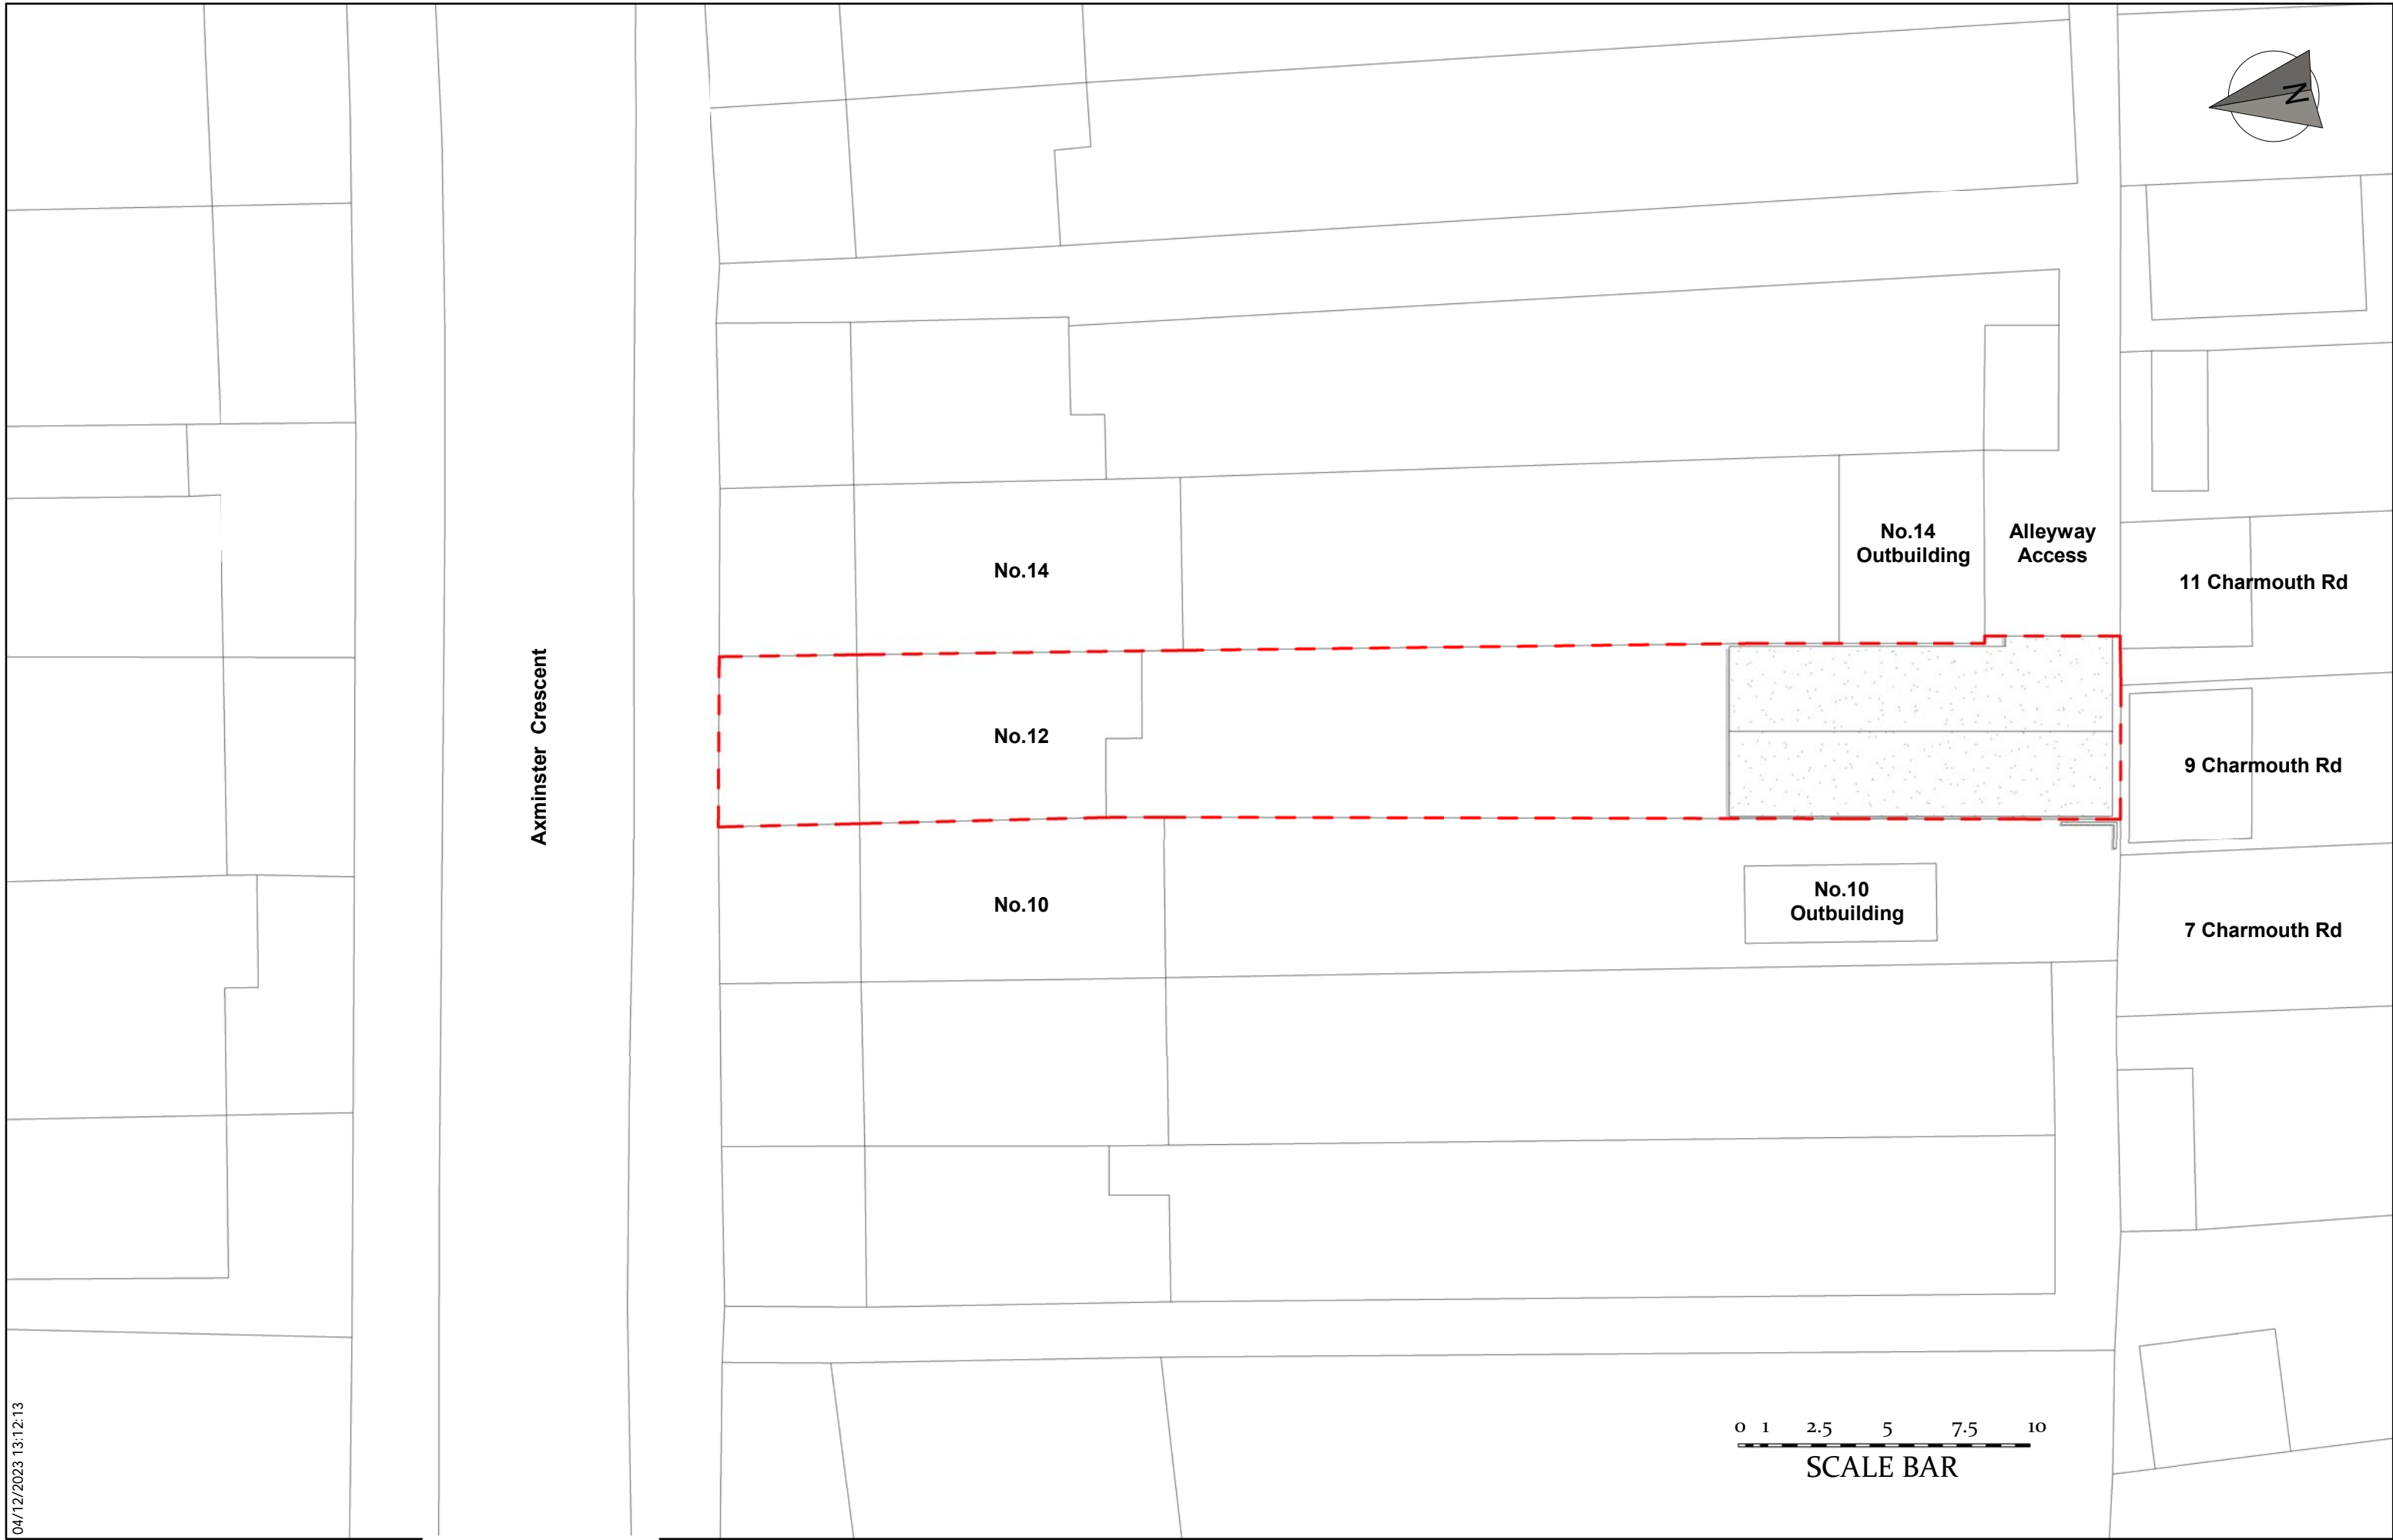 N
No.14
Outbuilding
Alleyway
Access
No.14
11 Charmouth Rd
Axminster Crescent
No.12
9 Charmouth Rd
No.10
No.10
Outbuilding
7 Charmouth Rd
0 1 2.5 5 7.5 10
SCALE BAR
04/12/2023 13:12:13